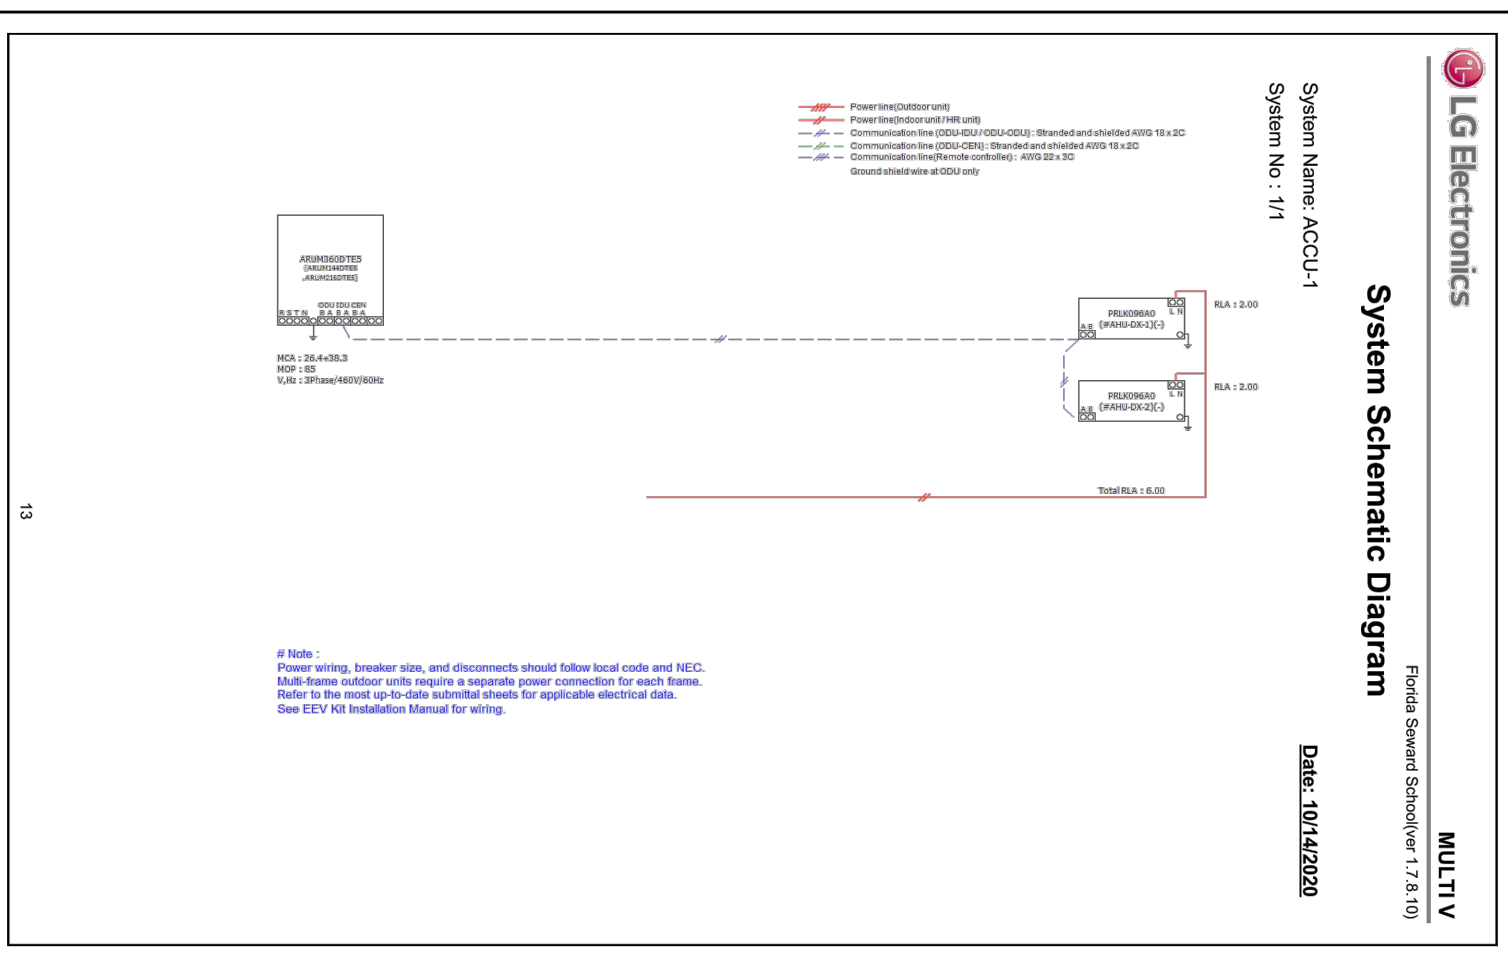 LG Electronics
MULTI V
Florida Seward School(ver 1.7.8.10)
System Schematic Diagram
System Name: ACCU-1
Date: 10/14/2020
System No : 1/1
Power line(Outdoor unit)
Power line(Indoor unit / HR unit)
Communication line (ODU-IDU / ODU-ODU) : Stranded and shielded AWG 18 x 2C
Communication line (ODU-CEN) : Stranded and shielded AWG 18 x 2C
Communication line(Remote controller) : AWG 22 x 3C
Ground shield wire at ODU only
ARUM360DTE5
(ARUM144DTE5
,ARUM216DTE5)
ODU IDU CEN
R S T N B A B A B A
MCA : 26.4+38.3
MOP : 85
V,Hz : 3Phase/460V/60Hz
PRLK096A0
(#AHU-DX-1)(-)
L N
A B
RLA : 2.00
PRLK096A0
(#AHU-DX-2)(-)
L N
A B
RLA : 2.00
Total RLA : 6.00
# Note :
Power wiring, breaker size, and disconnects should follow local code and NEC.
Multi-frame outdoor units require a separate power connection for each frame.
Refer to the most up-to-date submittal sheets for applicable electrical data.
See EEV Kit Installation Manual for wiring.
13